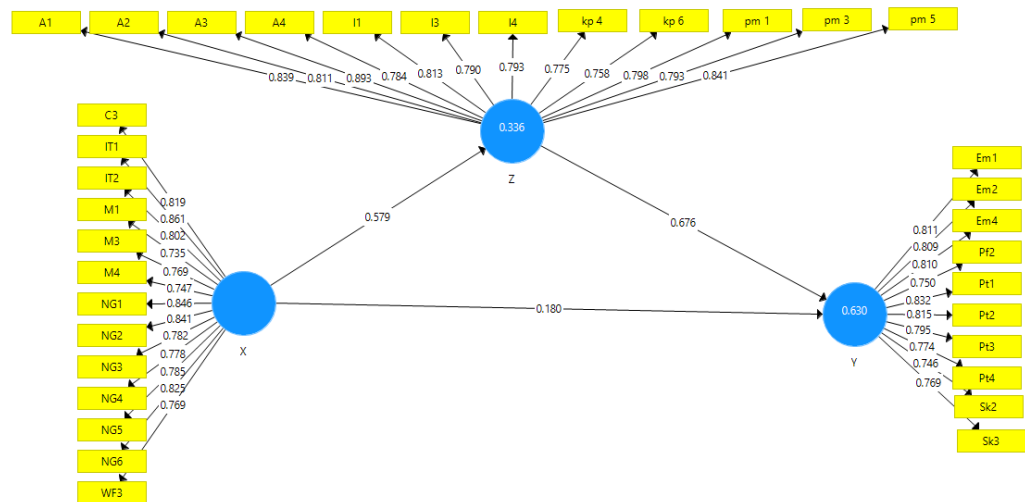 A1 A2 A3 A4 I1 I3 I4 kp 4 kp 6 pm 1 pm 3 pm 5
0.839 0.811 0.893 0.784 0.813 0.790 0.793 0.775 0.758 0.798 0.793 0.841
0.336
Z
C3
IT1
IT2
M1
M3
M4
NG1
NG2
NG3
NG4
NG5
NG6
WF3
0.819
0.861
0.802
0.735
0.769
0.747
0.846
0.841
0.782
0.778
0.785
0.825
0.769
X
0.579
0.676
0.180
0.630
Y
0.811
0.809
0.810
0.750
0.832
0.815
0.795
0.774
0.746
0.769
Em1
Em2
Em4
Pf2
Pt1
Pt2
Pt3
Pt4
Sk2
Sk3